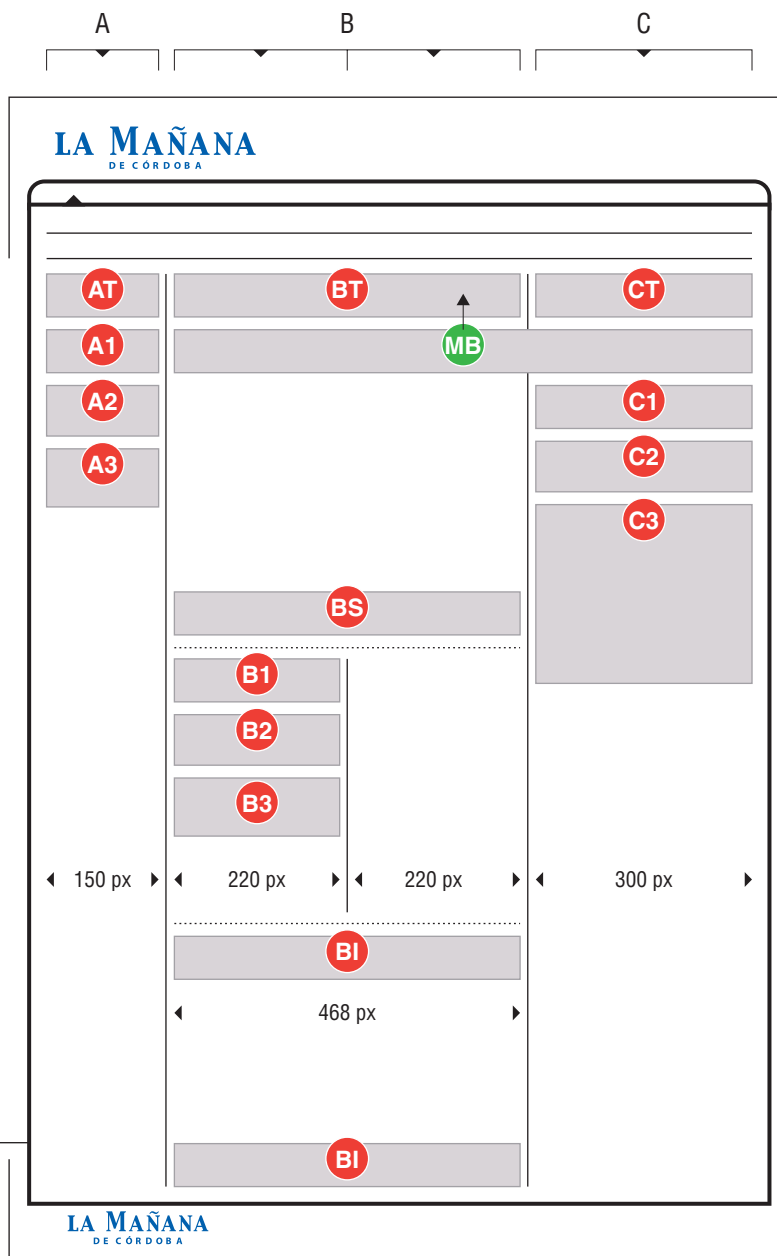 A B C
LA MAÑANA
DE CÓRDOBA
AT BT CT
A1 MB
A2 C1
A3 C2
C3
BS
B1
B2
B3
150 px 220 px 220 px 300 px
BI
468 px
BI
LA MAÑANA
DE CÓRDOBA